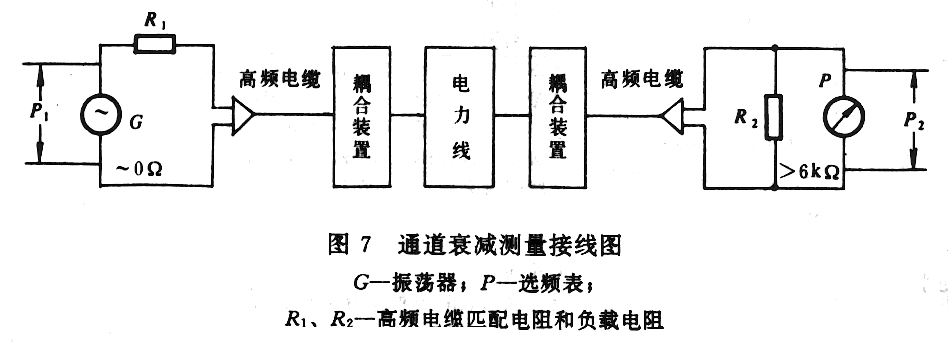 R₁
高频电缆
耦合装置
电力线
耦合装置
高频电缆
P
P₁
G
R₂
P₂
~0Ω
>6kΩ
图 7 通道衰减测量接线图
G—振荡器；P—选频表；
R₁、R₂—高频电缆匹配电阻和负载电阻